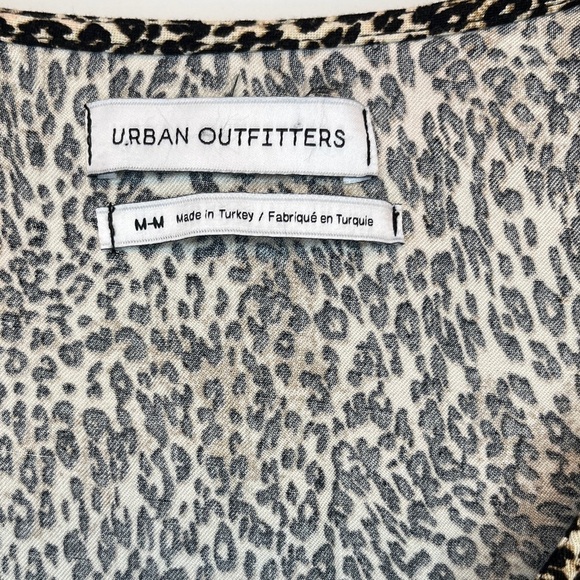 URBAN OUTFITTERS
M-M Made in Turkey / Fabriqué en Turquie